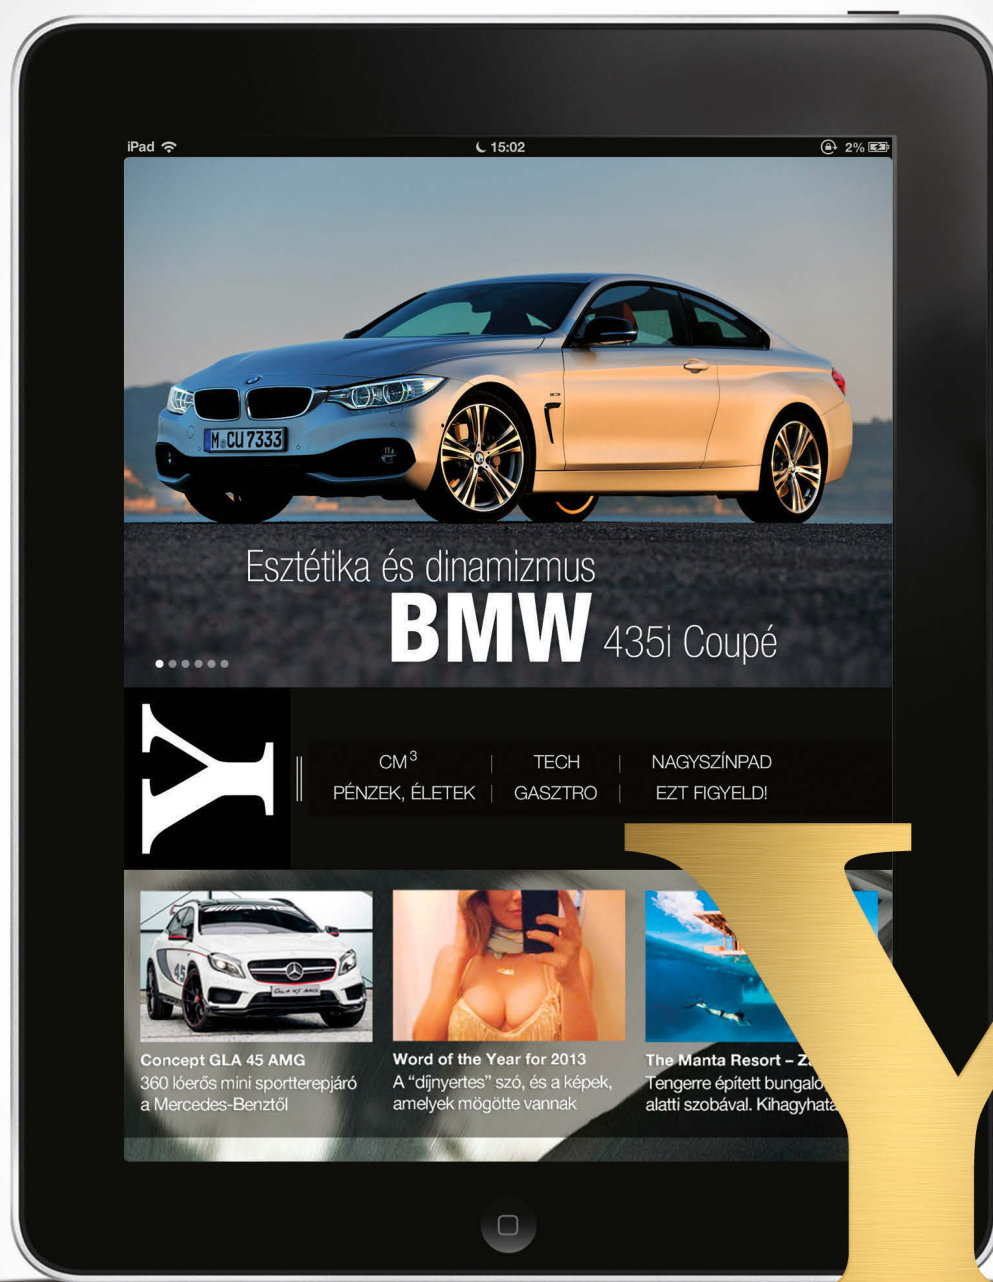 iPad 15:02 2%
M CU 7333
Esztétika és dinamizmus
BMW 435i Coupé
Y
CM³ | TECH | NAGYSZÍNPAD
PÉNZEK, ÉLETEK | GASZTRO | EZT FIGYELD!
Concept GLA 45 AMG
360 lóerős mini sportterepjáró
a Mercedes-Benztől
Word of the Year for 2013
A “díjnyertes” szó, és a képek,
amelyek mögötte vannak
The Manta Resort –
Tengerre épített
alatti szobával.
Y